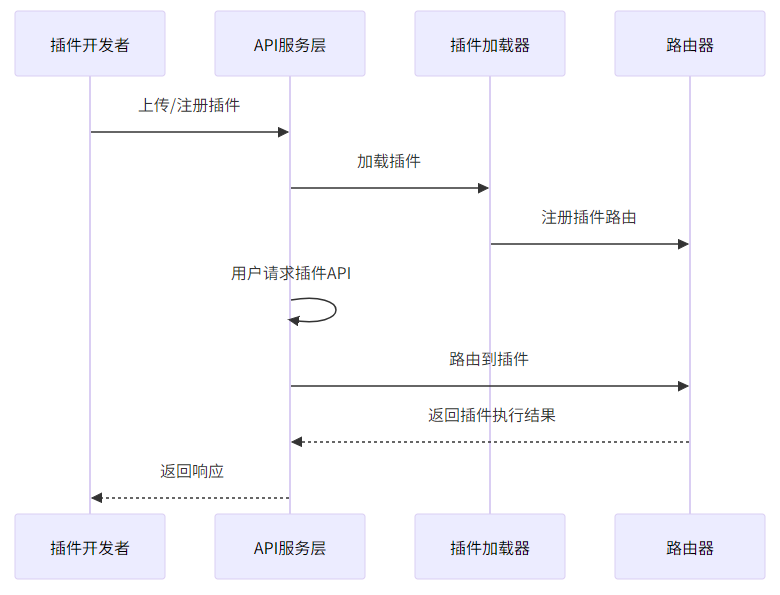 插件开发者
API服务层
插件加载器
路由器
上传/注册插件
加载插件
注册插件路由
用户请求插件API
路由到插件
返回插件执行结果
返回响应
插件开发者
API服务层
插件加载器
路由器